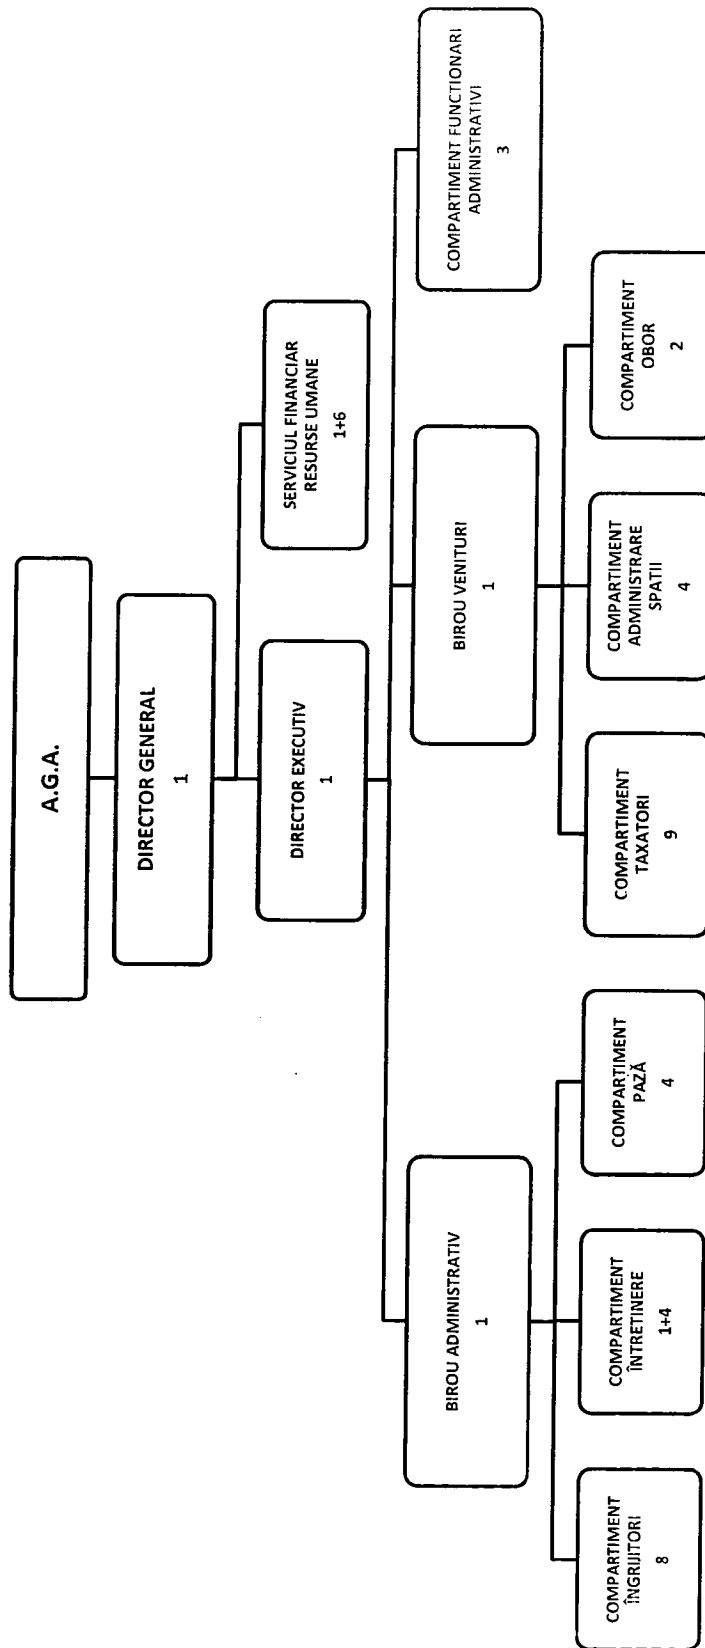 A.G.A.
DIRECTOR GENERAL
1
DIRECTOR EXECUTIV
1
SERVICIUL FINANCIAR
RESURSE UMANE
1+6
BIROU ADMINISTRATIV
1
BIROU VENITURI
1
COMPARTIMENT FUNCTIONARI
ADMINISTRATIVI
3
COMPARTIMENT
ÎNGRIJITORI
8
COMPARTIMENT
ÎNTRETINERE
1+4
COMPARTIMENT
PAZĂ
4
COMPARTIMENT
TAXATORI
9
COMPARTIMENT
ADMINISTRARE
SPATII
4
COMPARTIMENT
OBOR
2